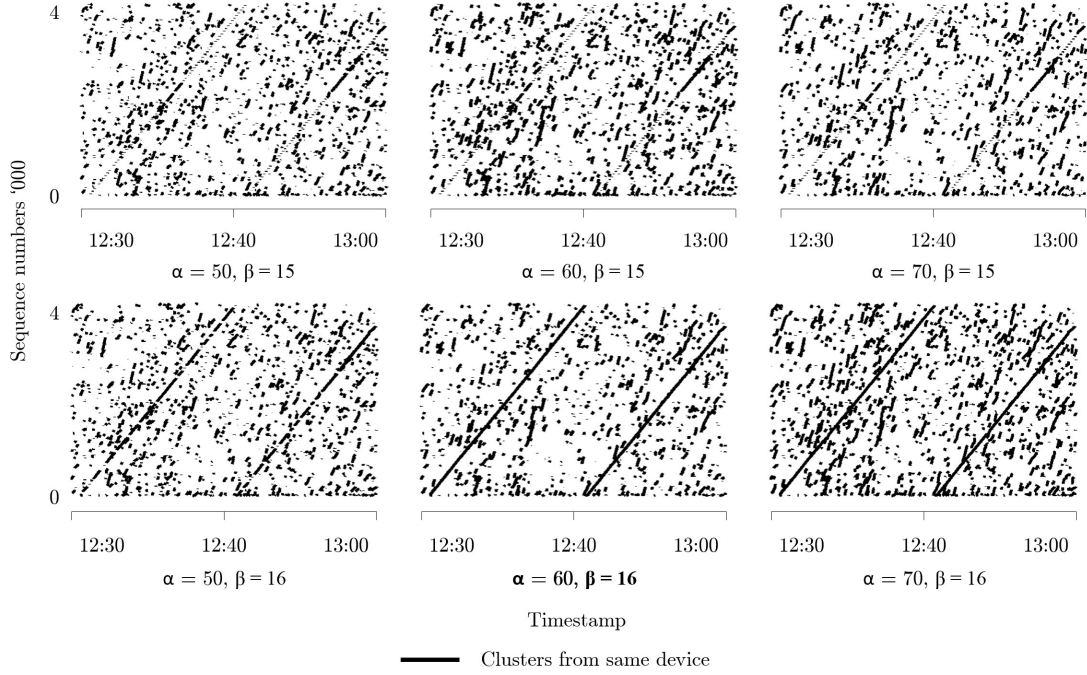 Sequence numbers ‘000
4
0
12:30 12:40 13:00
12:30 12:40 13:00
12:30 12:40 13:00
α = 50, β = 15
α = 60, β = 15
α = 70, β = 15
4
0
12:30 12:40 13:00
12:30 12:40 13:00
12:30 12:40 13:00
α = 50, β = 16
α = 60, β = 16
α = 70, β = 16
Timestamp
Clusters from same device